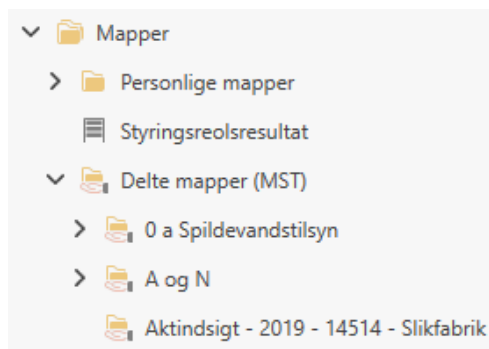 Mapper
Personlige mapper
Styringsreolsresultat
Delte mapper (MST)
0 a Spildevandstilsyn
A og N
Aktindsigt - 2019 - 14514 - Slikfabrik